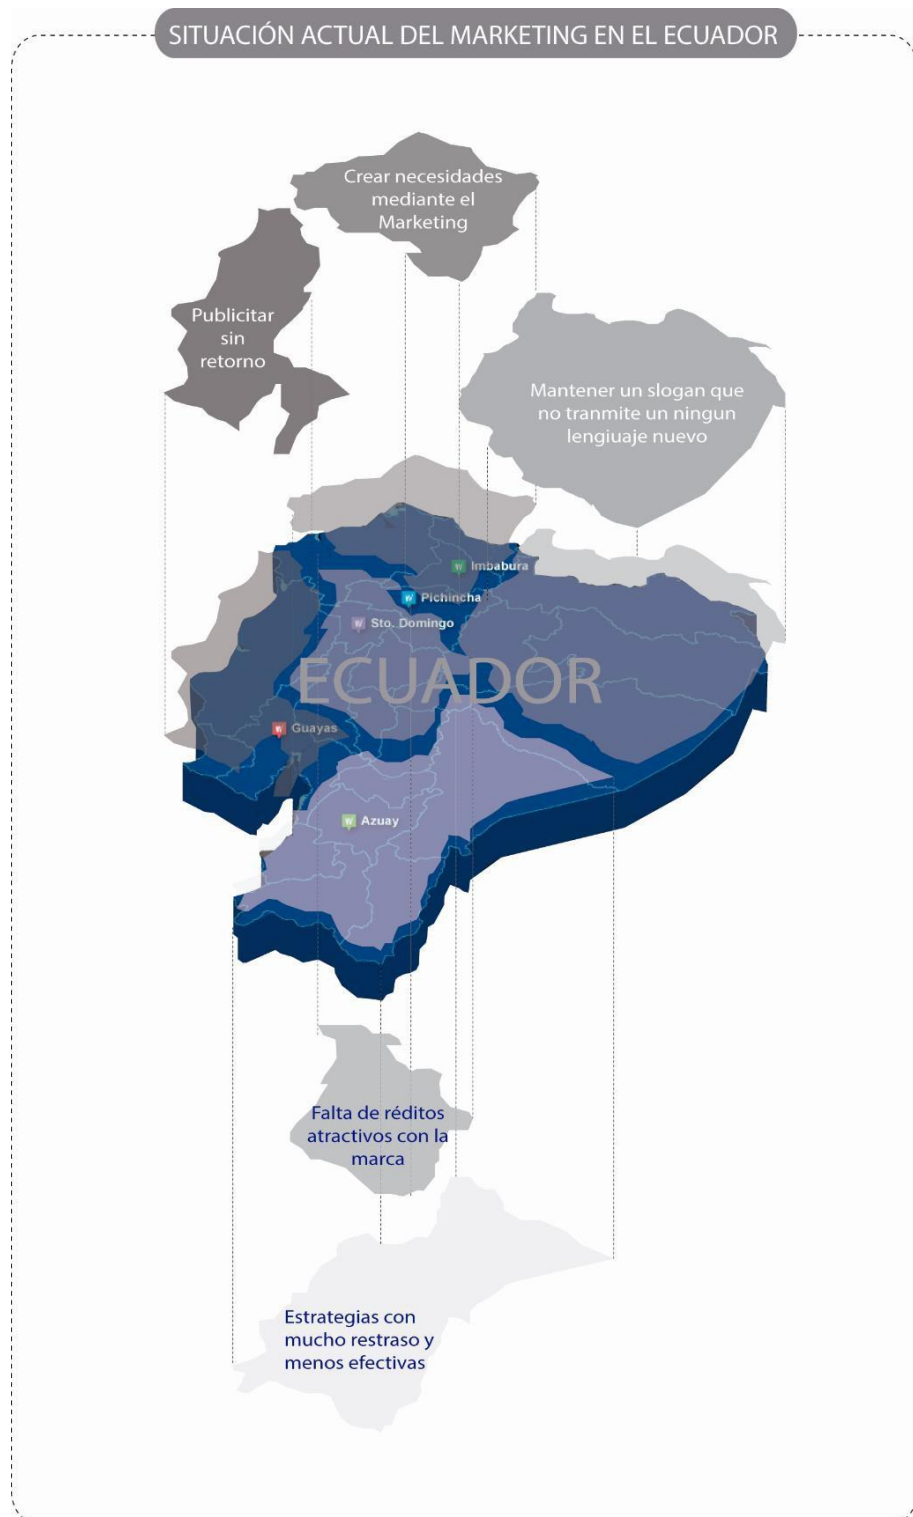 SITUACIÓN ACTUAL DEL MARKETING EN EL ECUADOR
Crear necesidades
mediante el
Marketing
Publicitar
sin
retorno
Mantener un slogan que
no tranmite un ningun
lengiuaje nuevo
Imbabura
Pichincha
Sto. Domingo
ECUADOR
Guayas
Azuay
Falta de réditos
atractivos con la
marca
Estrategias con
mucho restraso y
menos efectivas